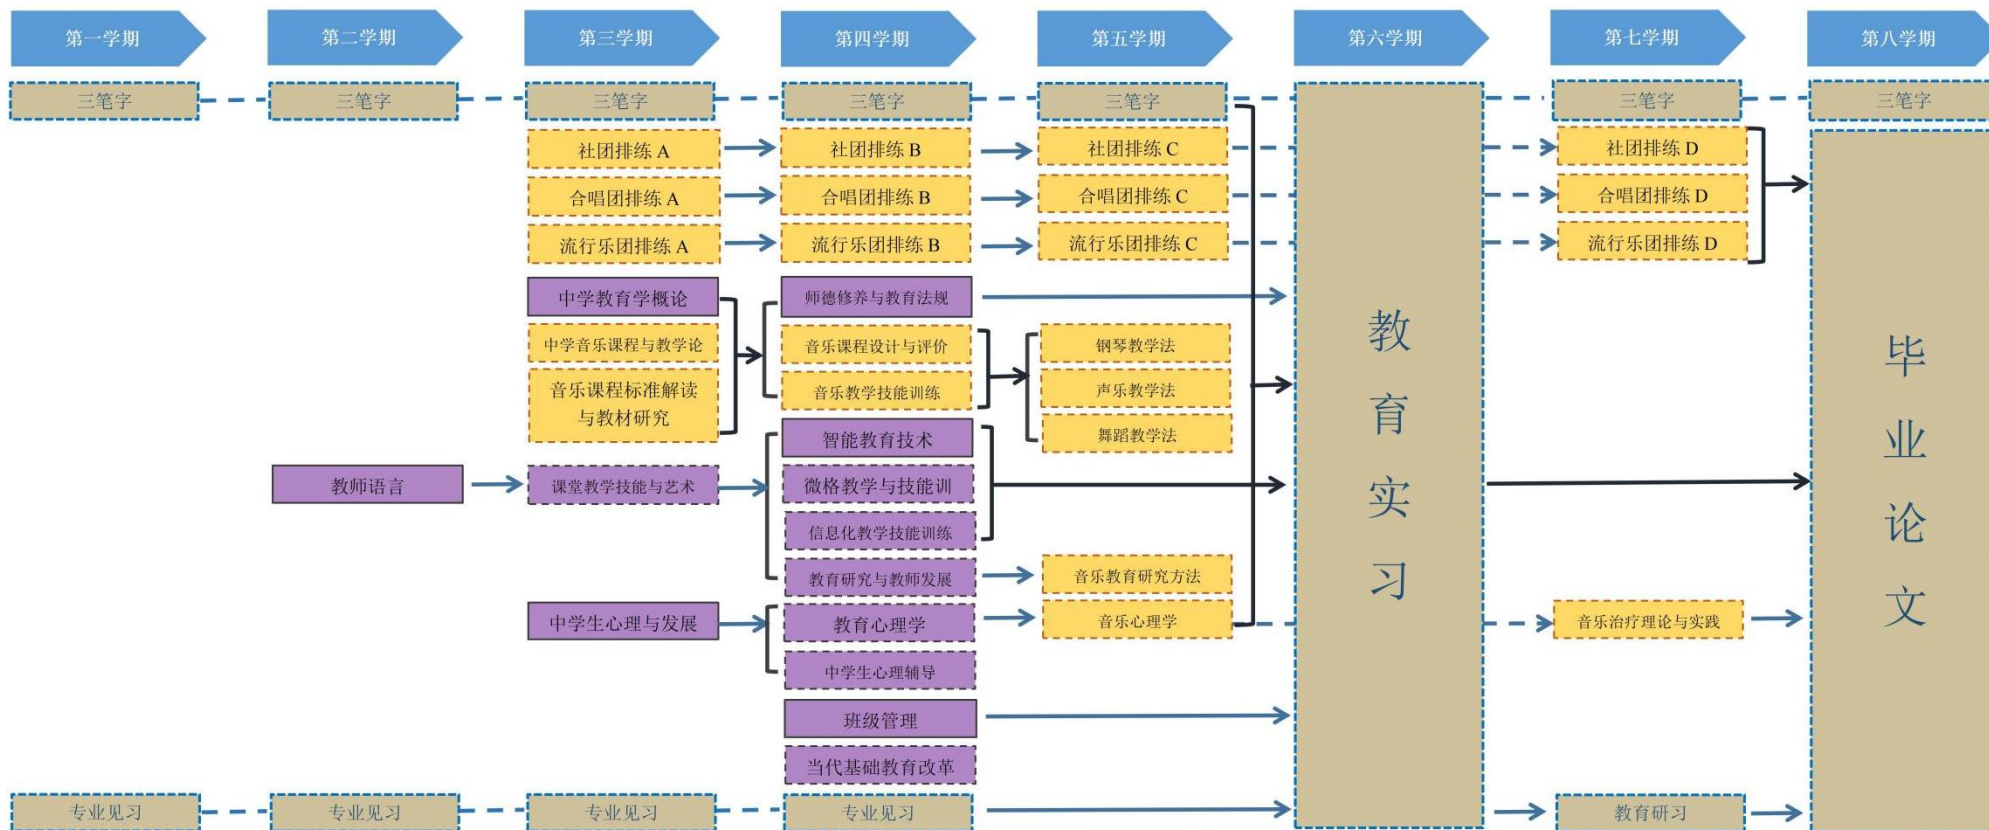 第一学期
第二学期
第三学期
第四学期
第五学期
第六学期
第七学期
第八学期
三笔字
三笔字
三笔字
三笔字
三笔字
三笔字
三笔字
社团排练 A
社团排练 B
社团排练 C
社团排练 D
合唱团排练 A
合唱团排练 B
合唱团排练 C
合唱团排练 D
流行乐团排练 A
流行乐团排练 B
流行乐团排练 C
流行乐团排练 D
中学教育学概论
师德修养与教育法规
中学音乐课程与教学论
音乐课程设计与评价
钢琴教学法
音乐课程标准解读
与教材研究
音乐教学技能训练
声乐教学法
智能教育技术
舞蹈教学法
教师语言
课堂教学技能与艺术
微格教学与技能训
信息化教学技能训练
教育研究与教师发展
音乐教育研究方法
中学生心理与发展
教育心理学
音乐心理学
音乐治疗理论与实践
中学生心理辅导
班级管理
当代基础教育改革
教育实习
毕业论文
专业见习
专业见习
专业见习
专业见习
教育研习